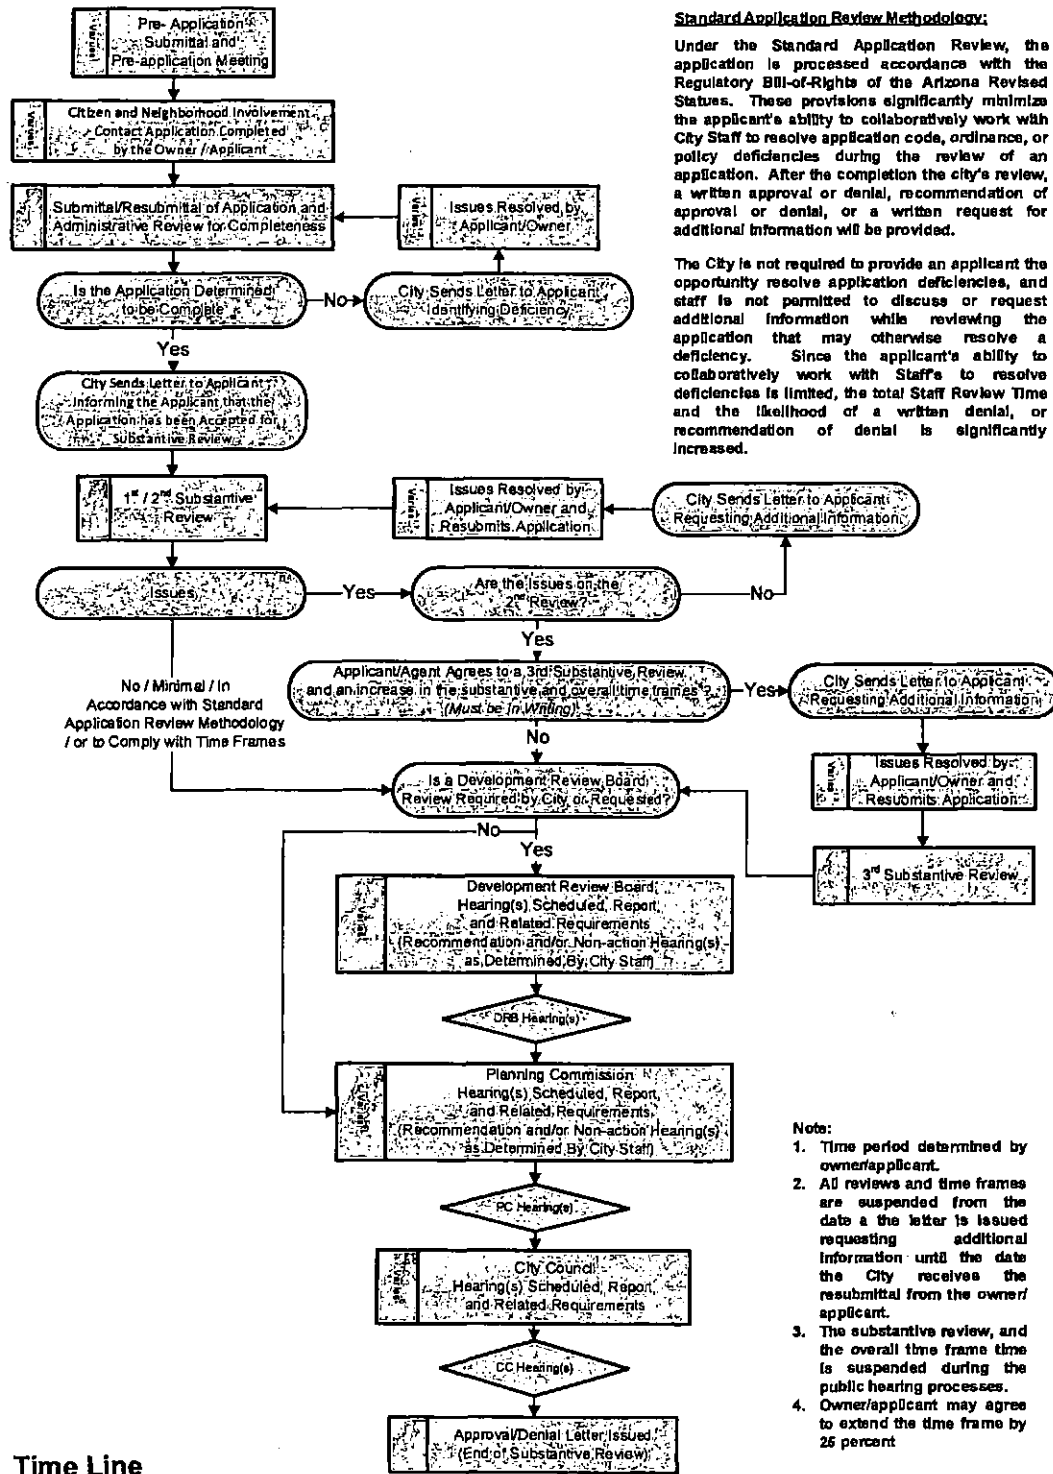 Pre- Application
Submittal and
Pre-application Meeting
Varies
Citizen and Neighborhood Involvement
Contact Application Completed
by the Owner / Applicant
Varies
Submittal/Resubmittal of Application and
Administrative Review for Completeness
Issues Resolved by
Applicant/Owner
Is the Application Determined
to be Complete
No
City Sends Letter to Applicant
Identifying Deficiency
Yes
City Sends Letter to Applicant
Informing the Applicant that the
Application has been Accepted for
Substantive Review
1st / 2nd Substantive
Review
Varies
Issues Resolved by
Applicant/Owner and
Resubmits Application
City Sends Letter to Applicant
Requesting Additional Information
Issues
Yes
Are the Issues on the
2nd Review?
No
Yes
No / Minimal / In
Accordance with Standard
Application Review Methodology
/ or to Comply with Time Frames
Applicant/Agent Agrees to a 3rd Substantive Review
and an increase in the substantive and overall time frames ?
(Must be In Writing)
Yes
City Sends Letter to Applicant
Requesting Additional Information
No
Varies
Issues Resolved by
Applicant/Owner and
Resubmits Application
Is a Development Review Board
Review Required by City or Requested?
No
Yes
3rd Substantive Review
Varies
Development Review Board
Hearing(s) Scheduled, Report,
and Related Requirements
(Recommendation and/or Non-action Hearing(s)
as Determined By City Staff)
DRB Hearing(s)
Varies
Planning Commission
Hearing(s) Scheduled, Report,
and Related Requirements
(Recommendation and/or Non-action Hearing(s)
as Determined By City Staff)
PC Hearing(s)
Varies
City Council
Hearing(s) Scheduled, Report,
and Related Requirements
CC Hearing(s)
Approval/Denial Letter Issued
(End of Substantive Review)
Time Line
Standard Application Review Methodology:
Under the Standard Application Review, the
application is processed accordance with the
Regulatory Bill-of-Rights of the Arizona Revised
Statues. These provisions significantly minimize
the applicant's ability to collaboratively work with
City Staff to resolve application code, ordinance, or
policy deficiencies during the review of an
application. After the completion the city's review,
a written approval or denial, recommendation of
approval or denial, or a written request for
additional information will be provided.
The City is not required to provide an applicant the
opportunity resolve application deficiencies, and
staff is not permitted to discuss or request
additional information while reviewing the
application that may otherwise resolve a
deficiency. Since the applicant's ability to
collaboratively work with Staff's to resolve
deficiencies is limited, the total Staff Review Time
and the likelihood of a written denial, or
recommendation of denial is significantly
increased.
Note:
1. Time period determined by
owner/applicant.
2. All reviews and time frames
are suspended from the
date a the letter is issued
requesting additional
information until the date
the City receives the
resubmittal from the owner/
applicant.
3. The substantive review, and
the overall time frame time
is suspended during the
public hearing processes.
4. Owner/applicant may agree
to extend the time frame by
25 percent